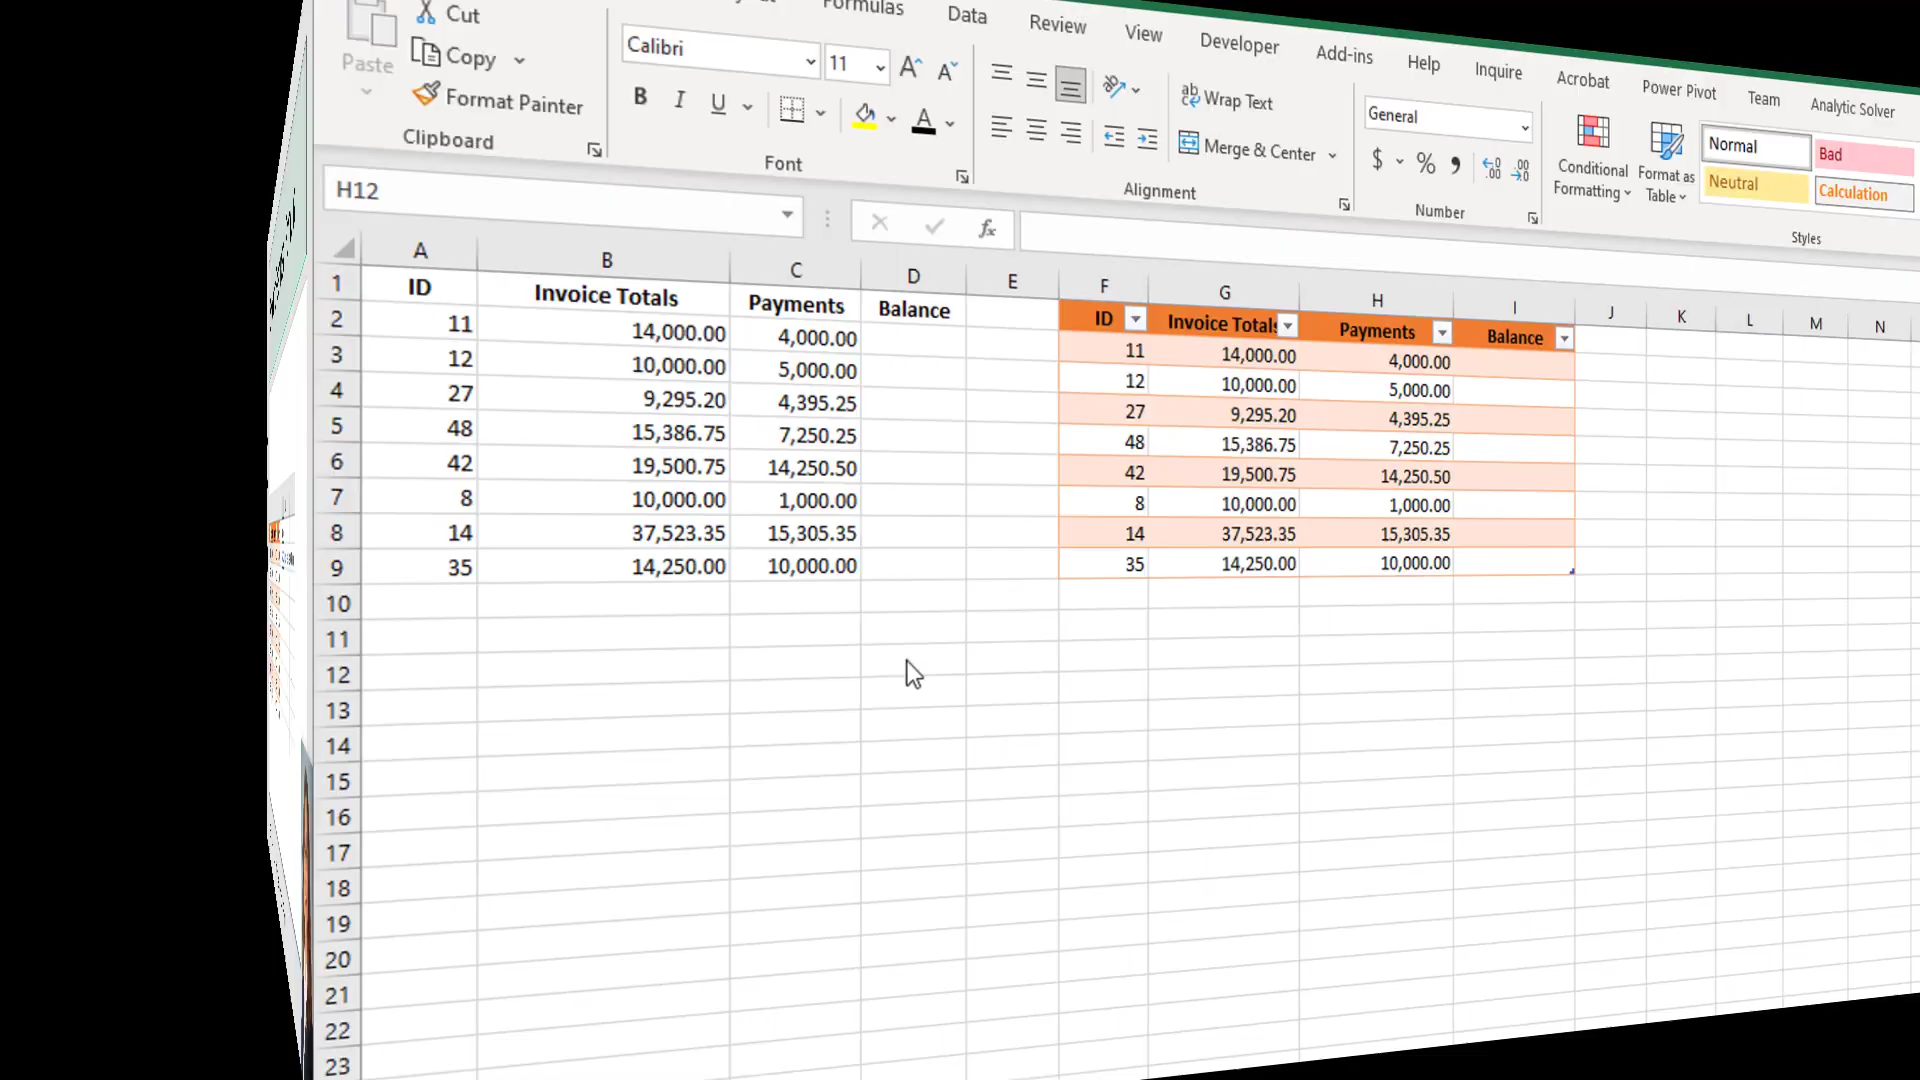 Formulas Data Review View Developer Add-ins Help Inquire Acrobat Power Pivot Team Analytic Solver
Paste
Cut
Copy
Format Painter
Clipboard
Calibri 11
B I U
Font
Wrap Text
Merge & Center
Alignment
General
$ % ,
Number
Conditional
Formatting
Format as
Table
Normal Bad
Neutral Calculation
Styles
H12 fx
A B C D E F G H I J K L M N
1 ID Invoice Totals Payments Balance ID Invoice Totals Payments Balance
2 11 14,000.00 4,000.00 11 14,000.00 4,000.00
3 12 10,000.00 5,000.00 12 10,000.00 5,000.00
4 27 9,295.20 4,395.25 27 9,295.20 4,395.25
5 48 15,386.75 7,250.25 48 15,386.75 7,250.25
6 42 19,500.75 14,250.50 42 19,500.75 14,250.50
7 8 10,000.00 1,000.00 8 10,000.00 1,000.00
8 14 37,523.35 15,305.35 14 37,523.35 15,305.35
9 35 14,250.00 10,000.00 35 14,250.00 10,000.00
10
11
12
13
14
15
16
17
18
19
20
21
22
23